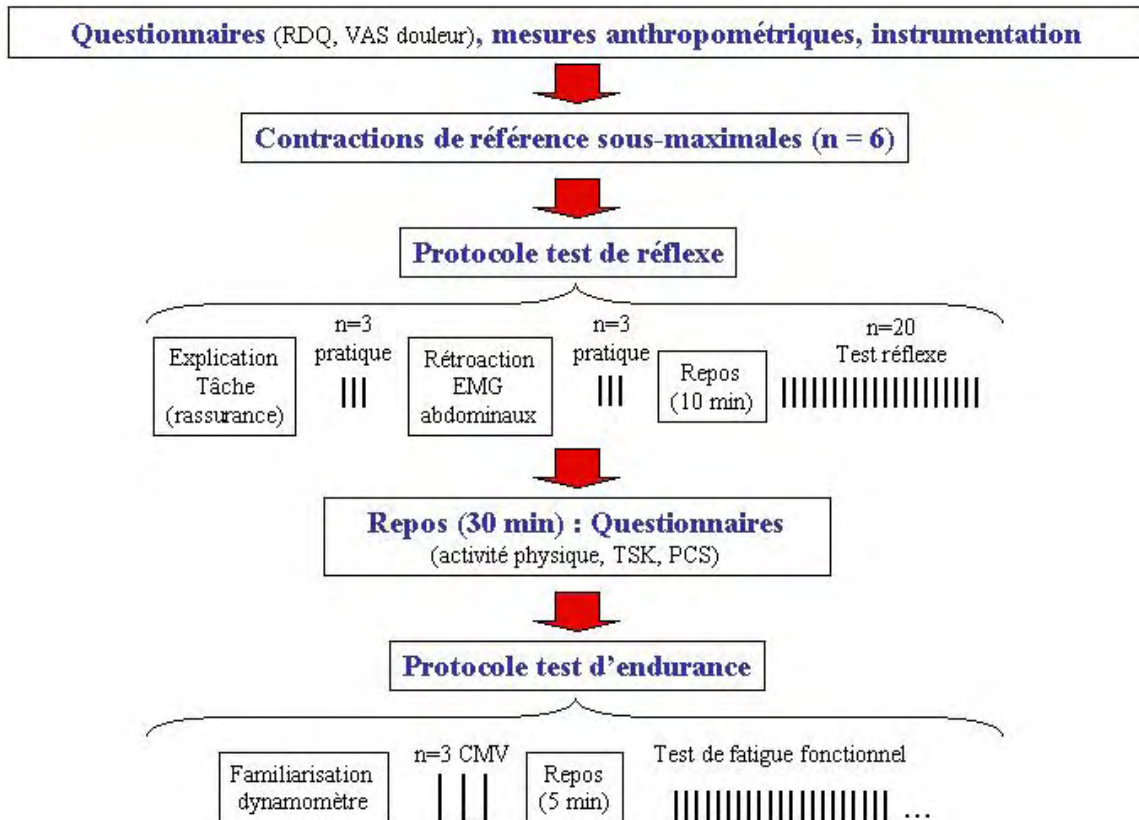 Questionnaires (RDQ, VAS douleur), mesures anthropométriques, instrumentation
Contractions de référence sous-maximales (n = 6)
Protocole test de réflexe
Explication
Tâche
(rassurance)
n=3
pratique
Rétroaction
EMG
abdominaux
n=3
pratique
Repos
(10 min)
n=20
Test réflexe
Repos (30 min) : Questionnaires
(activité physique, TSK, PCS)
Protocole test d'endurance
Familiarisation
dynamomètre
n=3 CMV
Repos
(5 min)
Test de fatigue fonctionnel
...